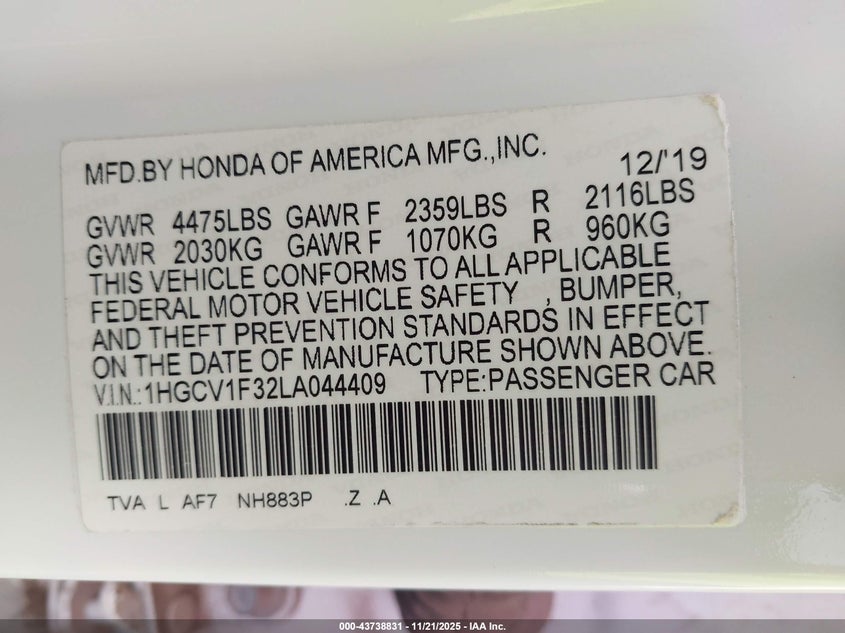 MFD.BY HONDA OF AMERICA MFG.,INC. 12/'19
GVWR 4475LBS GAWR F 2359LBS R 2116LBS
GVWR 2030KG GAWR F 1070KG R 960KG
THIS VEHICLE CONFORMS TO ALL APPLICABLE
FEDERAL MOTOR VEHICLE SAFETY , BUMPER,
AND THEFT PREVENTION STANDARDS IN EFFECT
ON THE DATE OF MANUFACTURE SHOWN ABOVE.
V.I.N.:1HGCV1F32LA044409 TYPE:PASSENGER CAR
TVA L AF7 NH883P .Z .A
000-43738831 - 11/21/2025 - IAA Inc.